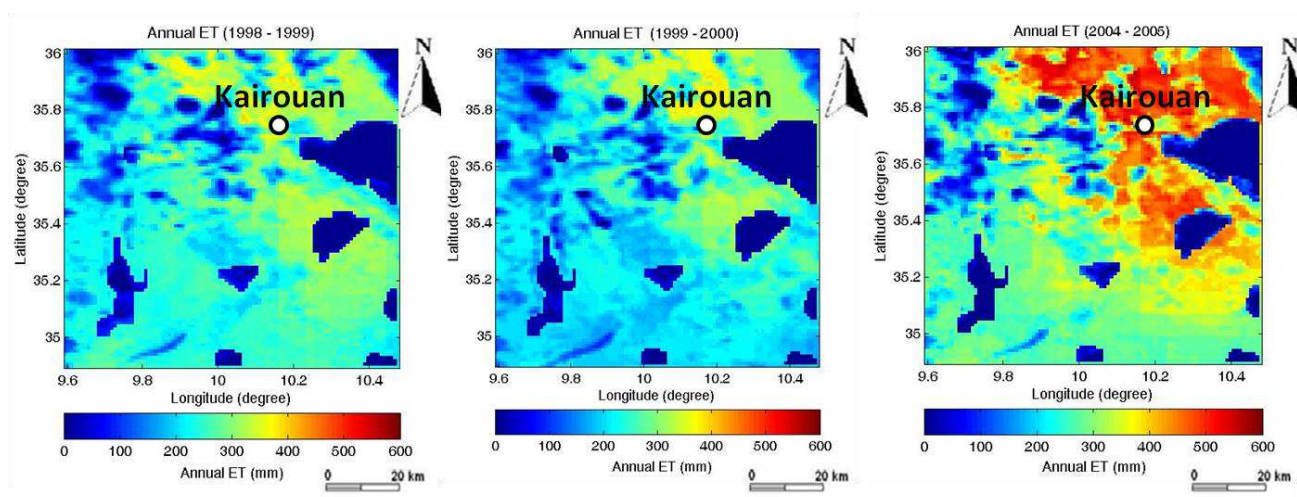 Annual ET (1998 - 1999)
N
36
35.8
35.6
35.4
35.2
35
Latitude (degree)
Kairouan
9.6 9.8 10 10.2 10.4
Longitude (degree)
0 100 200 300 400 500 600
Annual ET (mm)
0 20 km
Annual ET (1999 - 2000)
N
36
35.8
35.6
35.4
35.2
35
Latitude (degree)
Kairouan
9.6 9.8 10 10.2 10.4
Longitude (degree)
0 100 200 300 400 500 600
Annual ET (mm)
0 20 km
Annual ET (2004 - 2005)
N
36
35.8
35.6
35.4
35.2
35
Latitude (degree)
Kairouan
9.6 9.8 10 10.2 10.4
Longitude (degree)
0 100 200 300 400 500 600
Annual ET (mm)
0 20 km